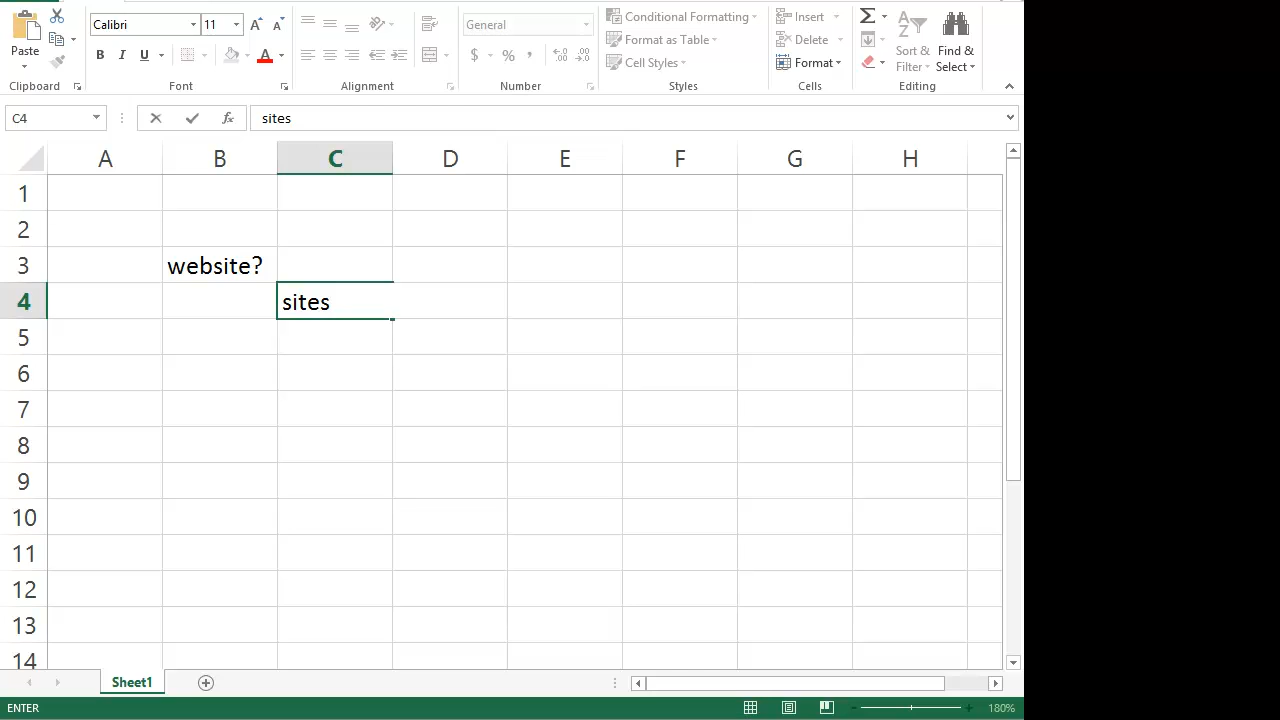 Calibri 11 General Conditional Formatting Insert
Paste B I U $ % Format as Table Delete Sort & Find &
Cell Styles Format Filter Select
Clipboard Font Alignment Number Styles Cells Editing
C4 fx sites
A B C D E F G H
1
2
3 website?
4 sites
5
6
7
8
9
10
11
12
13
14
Sheet1
ENTER 180%